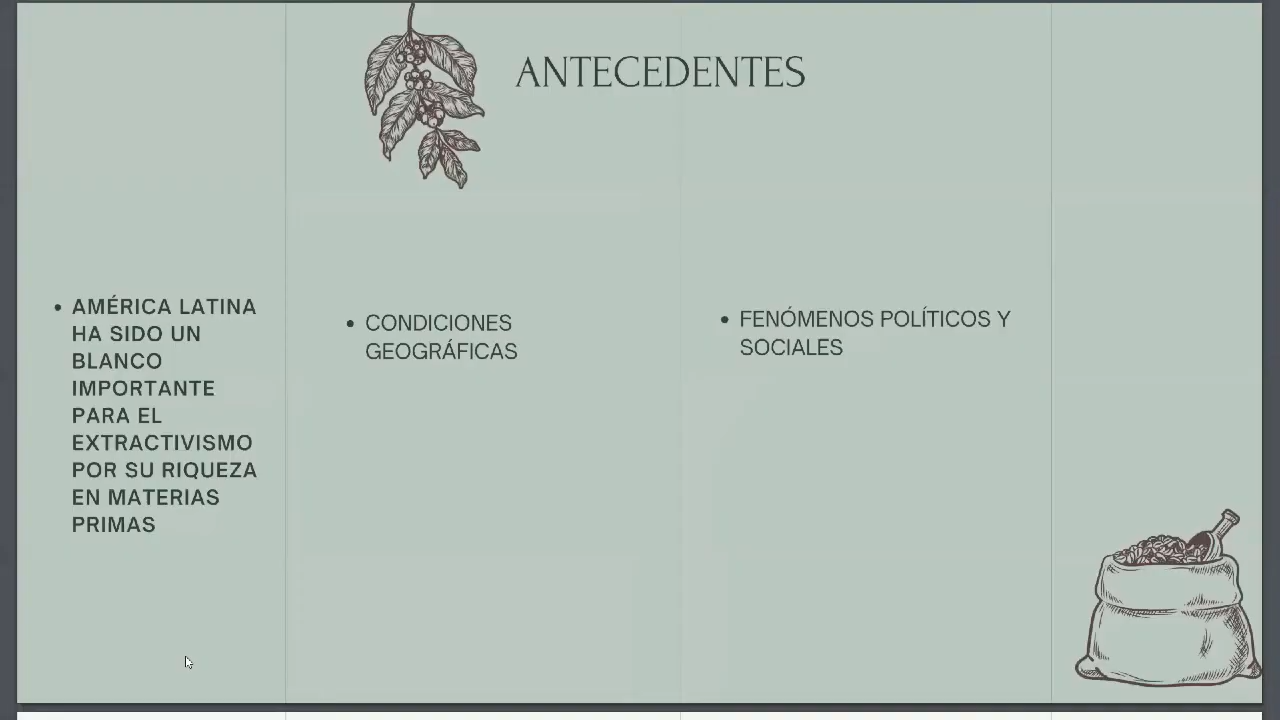 ANTECEDENTES
• AMÉRICA LATINA
HA SIDO UN
BLANCO
IMPORTANTE
PARA EL
EXTRACTIVISMO
POR SU RIQUEZA
EN MATERIAS
PRIMAS
• CONDICIONES
GEOGRÁFICAS
• FENÓMENOS POLÍTICOS Y
SOCIALES